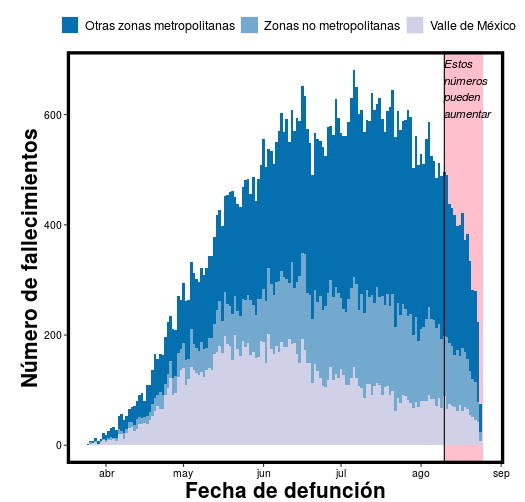 Otras zonas metropolitanas Zonas no metropolitanas Valle de México
Estos
números
pueden
aumentar
600
400
200
0
Número de fallecimientos
abr may jun jul ago sep
Fecha de defunción